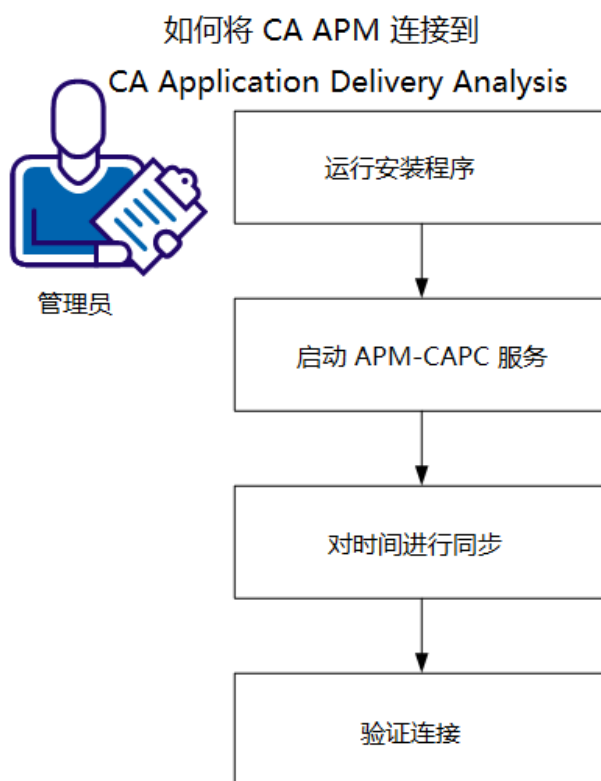 如何将 CA APM 连接到
CA Application Delivery Analysis
管理员
运行安装程序
启动 APM-CAPC 服务
对时间进行同步
验证连接